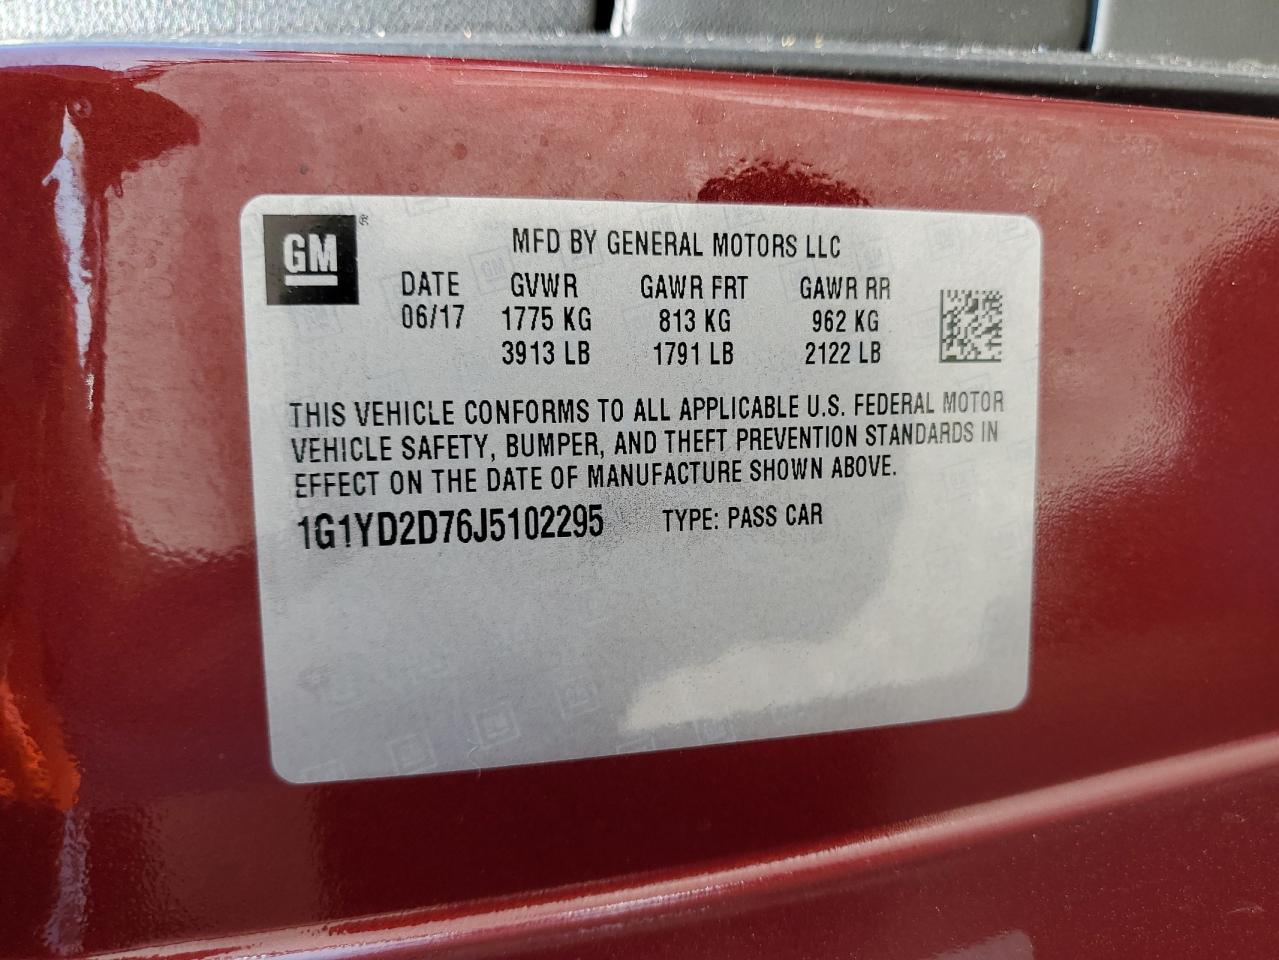 GM ®
MFD BY GENERAL MOTORS LLC
DATE GVWR GAWR FRT GAWR RR
06/17 1775 KG 813 KG 962 KG
3913 LB 1791 LB 2122 LB
THIS VEHICLE CONFORMS TO ALL APPLICABLE U.S. FEDERAL MOTOR
VEHICLE SAFETY, BUMPER, AND THEFT PREVENTION STANDARDS IN
EFFECT ON THE DATE OF MANUFACTURE SHOWN ABOVE.
1G1YD2D76J5102295 TYPE: PASS CAR